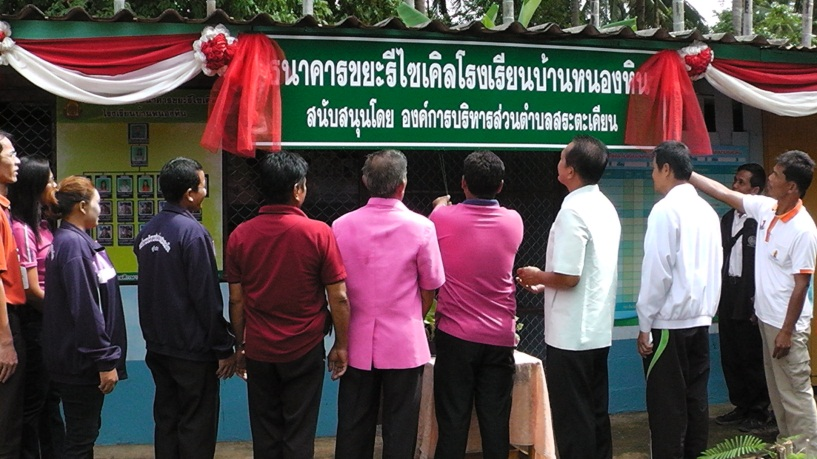 ธนาคารขยะรีไซเคิลโรงเรียนบ้านหนองหิน
สนับสนุนโดย องค์การบริหารส่วนตำบลสระตะเคียน